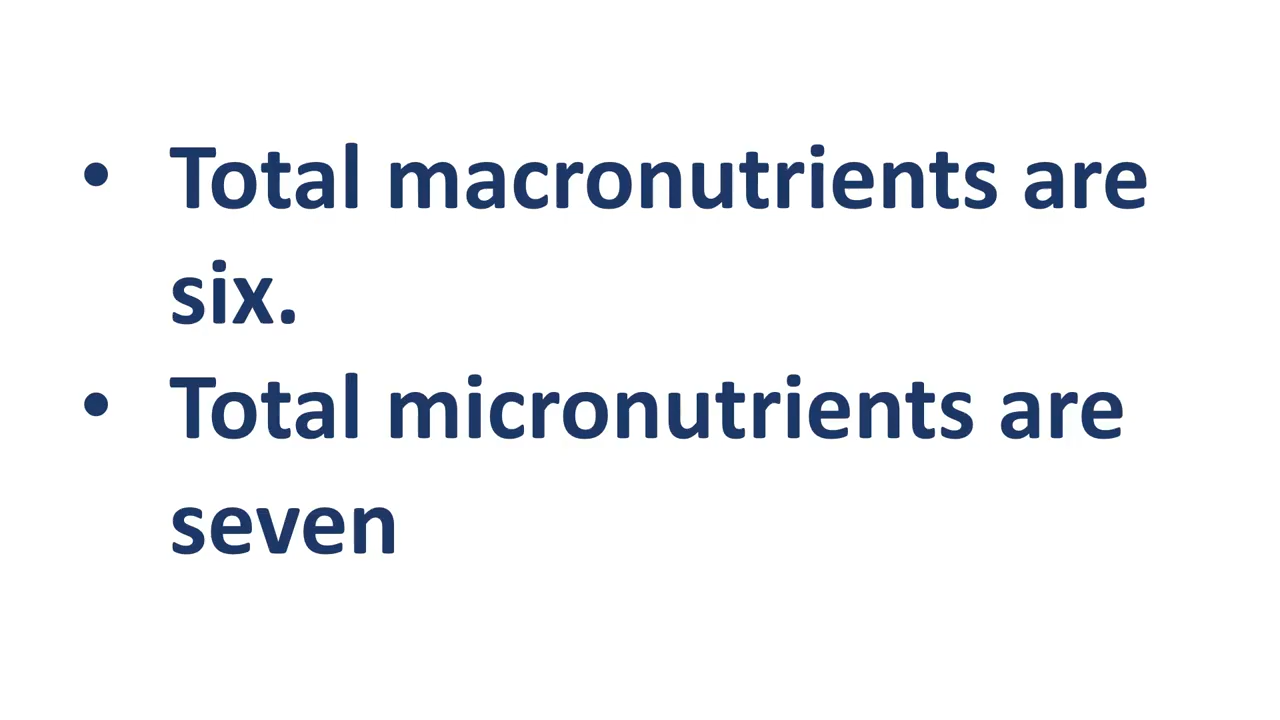 • Total macronutrients are
six.
• Total micronutrients are
seven